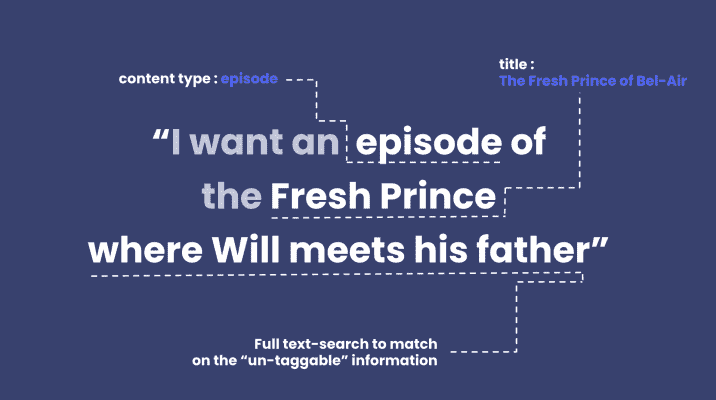 content type : episode
title :
The Fresh Prince of Bel-Air
“I want an episode of
the Fresh Prince
where Will meets his father”
Full text-search to match
on the “un-taggable” information